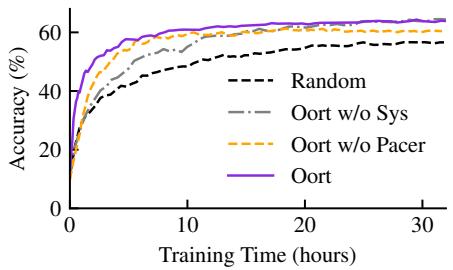 60
40
20
0
0
10
20
30
Accuracy (%)
Training Time (hours)
Random
Oort w/o Sys
Oort w/o Pacer
Oort